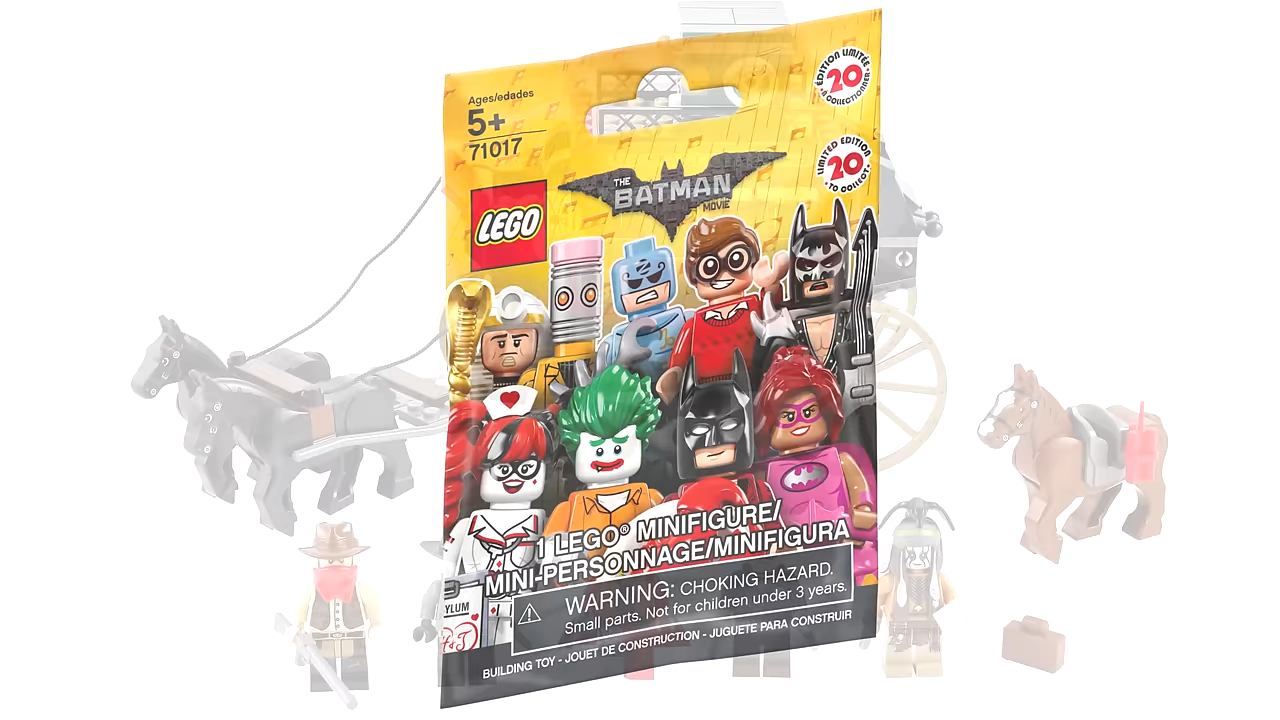 Ages/edades
5+
71017
LEGO
THE
BATMAN
MOVIE
ÉDITION LIMITÉE
20
À COLLECTIONNER
LIMITED EDITION
20
TO COLLECT
1 LEGO® MINIFIGURE/
MINI-PERSONNAGE/MINIFIGURA
WARNING: CHOKING HAZARD.
Small parts. Not for children under 3 years.
BUILDING TOY - JOUET DE CONSTRUCTION - JUGUETE PARA CONSTRUIR
YLUM